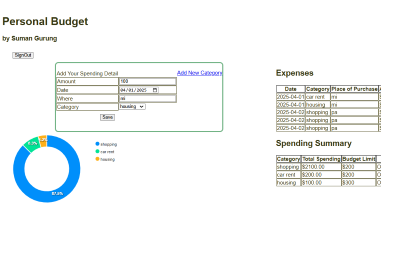 Personal Budget
by Suman Gurung
SignOut
Add Your Spending Detail
Add New Category
Amount 100
Date 04/01/2025
Where mi
Category housing
Save
shopping
car rent
housing
87.5%
8.3%
Expenses
Date Category Place of Purchase
2025-04-01 car rent mi
2025-04-01 housing mi
2025-04-02 shopping pa
2025-04-02 shopping pa
2025-04-02 shopping pa
Spending Summary
Category Total Spending Budget Limit
shopping $2100.00 $200
car rent $200.00 $200
housing $100.00 $300